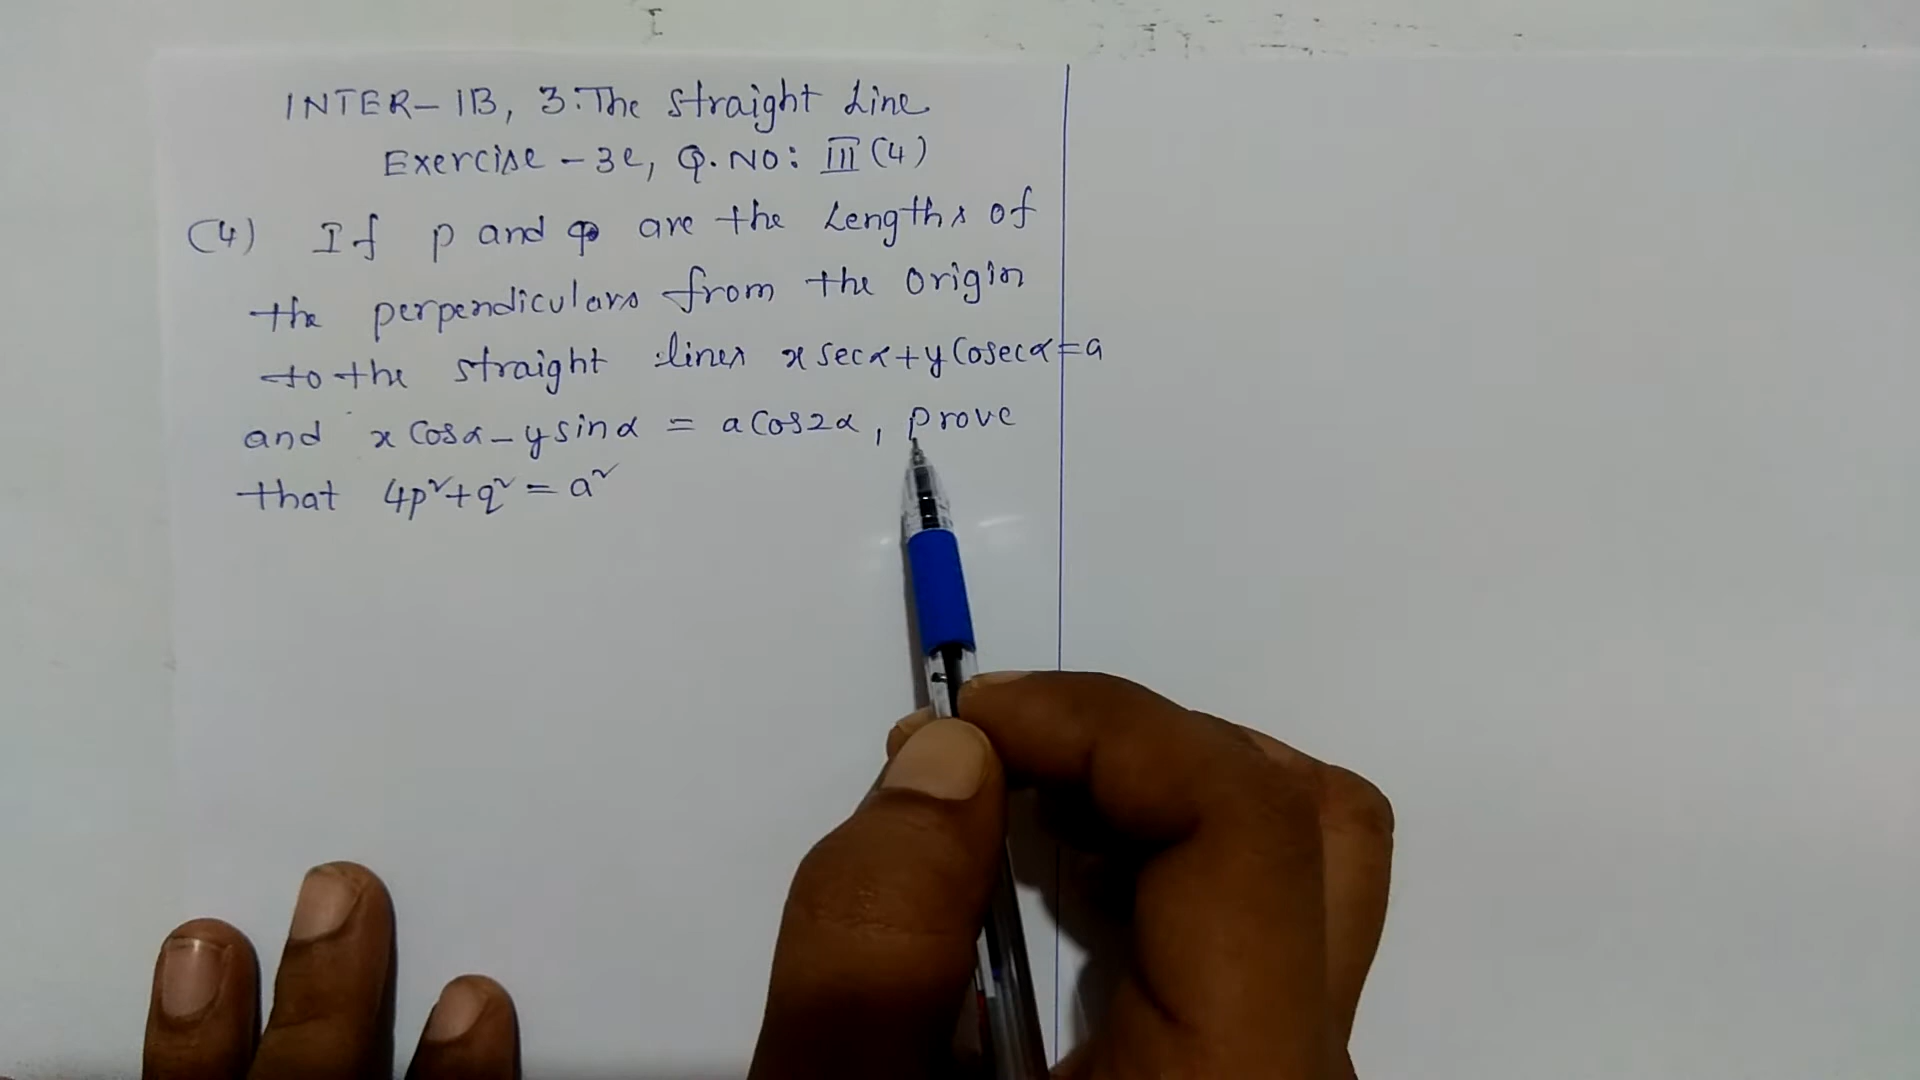 INTER-1B, 3:The straight Line
Exercise - 3e, Q.NO: III (4)
(4) If p and q are the Lengths of
the perpendiculars from the origin
to the straight lines x secα+y Cosecα=a
and x Cosα-y sinα = a Cos2α, prove
that 4p²+q²=a²